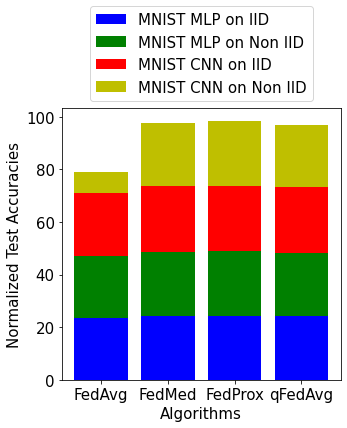 MNIST MLP on IID
MNIST MLP on Non IID
MNIST CNN on IID
MNIST CNN on Non IID
100
80
60
40
20
0
Normalized Test Accuracies
FedAvg FedMed FedProx qFedAvg
Algorithms